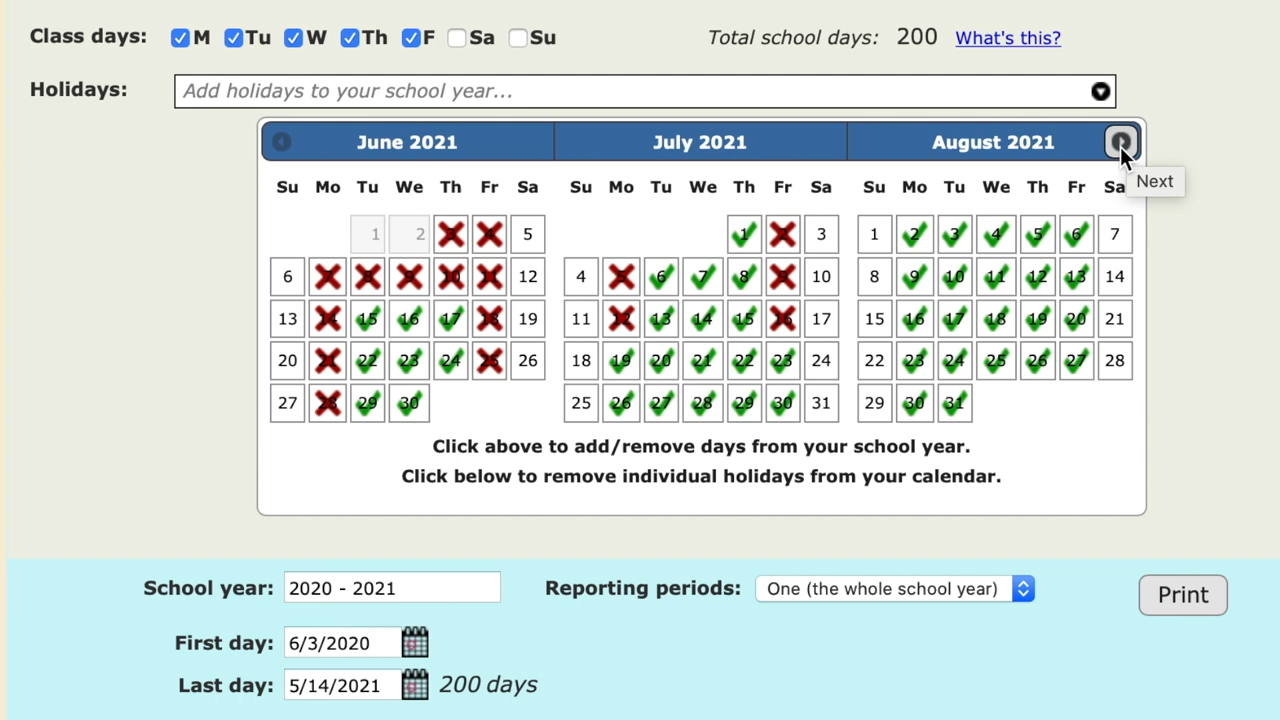 Class days: M Tu W Th F Sa Su Total school days: 200 What's this?
Holidays: Add holidays to your school year...
June 2021 July 2021 August 2021
Su Mo Tu We Th Fr Sa Su Mo Tu We Th Fr Sa Su Mo Tu We Th Fr Sa
Next
1 2 3 4 5 1 2 3 1 2 3 4 5 6 7
6 7 8 9 10 11 12 4 5 6 7 8 9 10 8 9 10 11 12 13 14
13 14 15 16 17 18 19 11 12 13 14 15 16 17 15 16 17 18 19 20 21
20 21 22 23 24 25 26 18 19 20 21 22 23 24 22 23 24 25 26 27 28
27 28 29 30 25 26 27 28 29 30 31 29 30 31
Click above to add/remove days from your school year.
Click below to remove individual holidays from your calendar.
School year: 2020 - 2021 Reporting periods: One (the whole school year) Print
First day: 6/3/2020
Last day: 5/14/2021 200 days